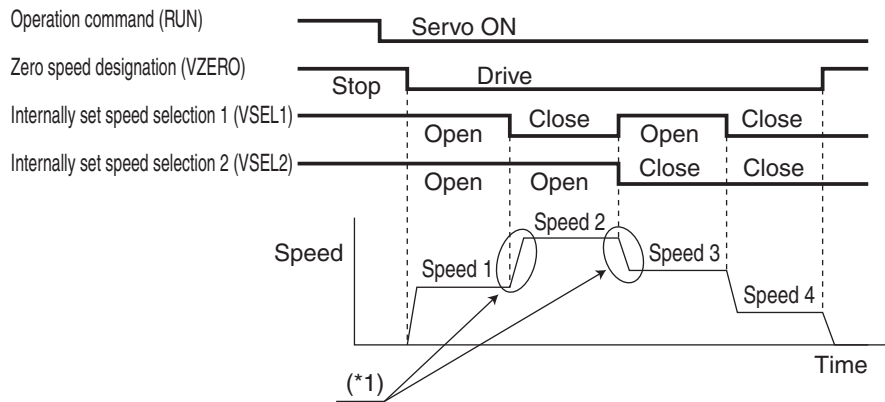 Operation command (RUN)
Servo ON
Zero speed designation (VZERO)
Stop
Drive
Internally set speed selection 1 (VSEL1)
Open
Close
Open
Close
Internally set speed selection 2 (VSEL2)
Open
Open
Close
Close
Speed
Speed 1
Speed 2
Speed 3
Speed 4
Time
(*1)